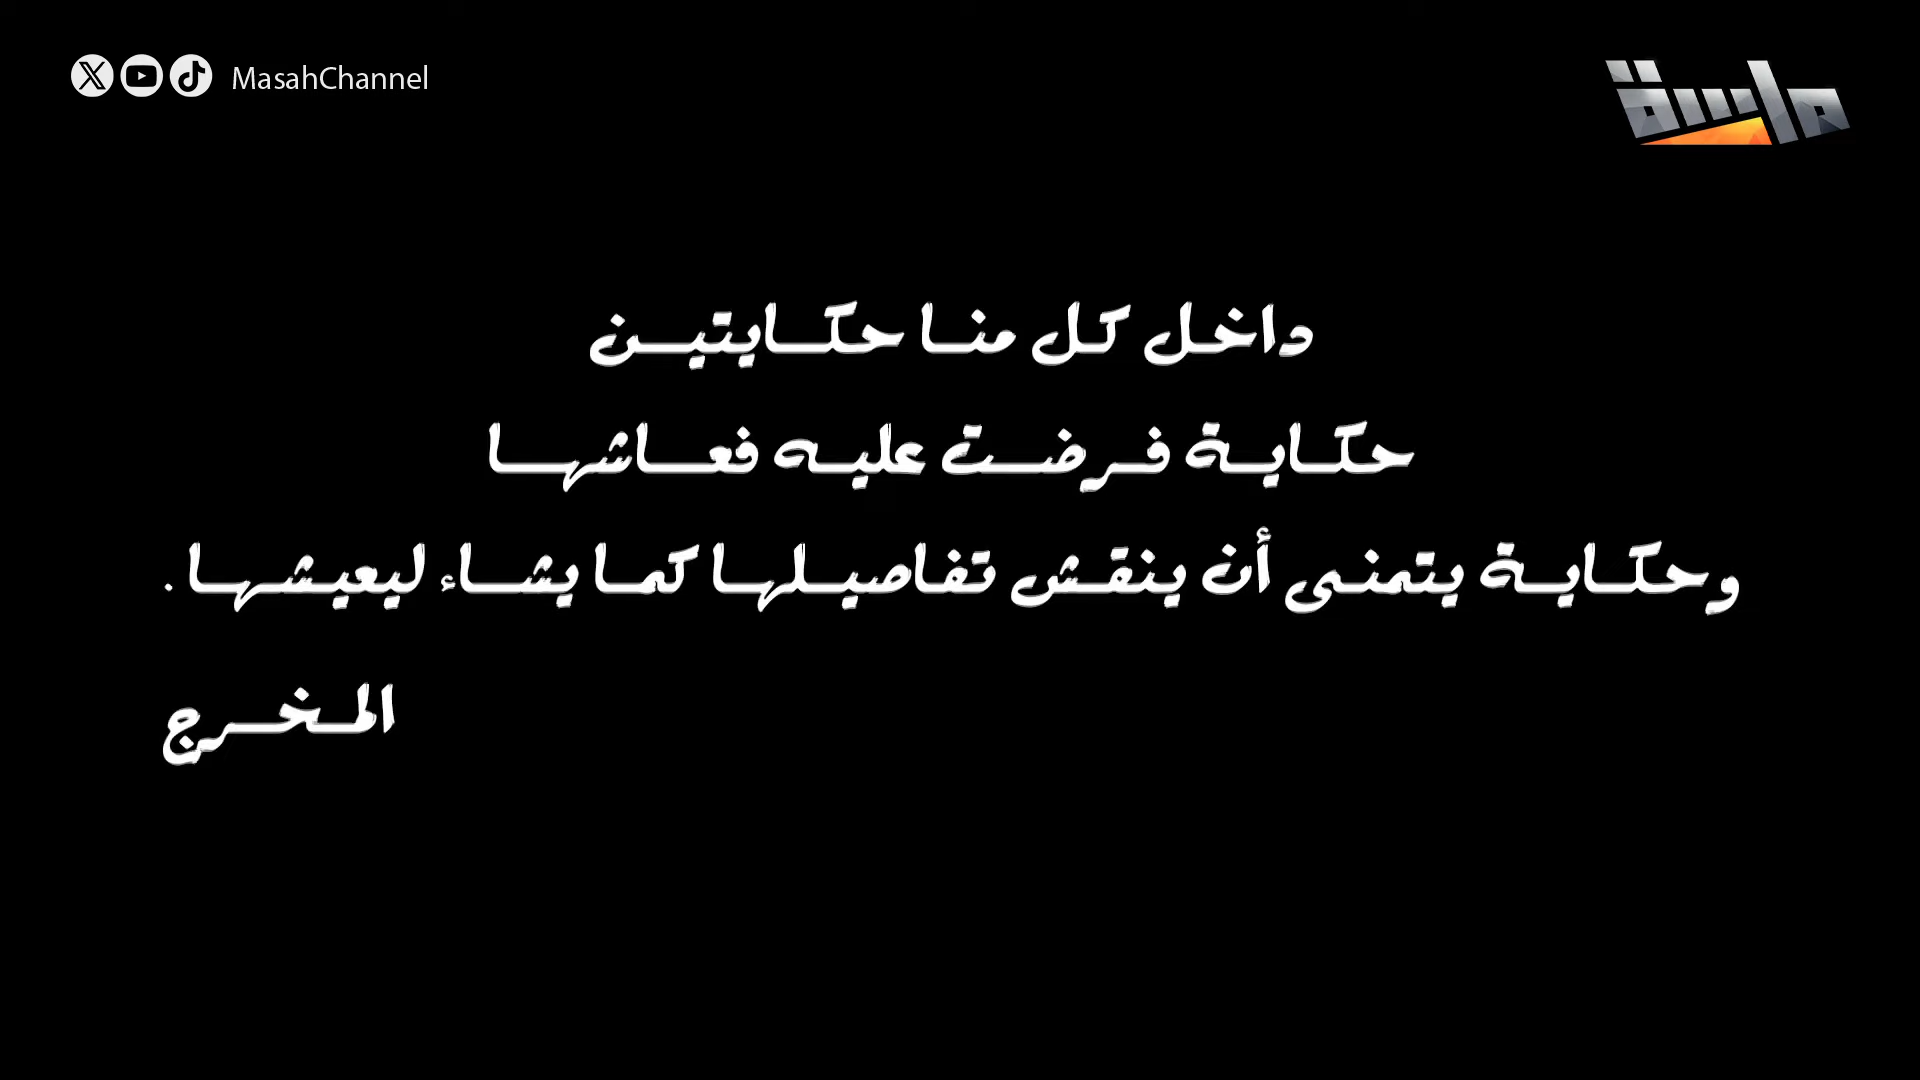 MasahChannel
ماسة
داخل كل منا حكايتين
حكاية فرضت عليه فعاشها
وحكاية يتمنى أن ينقش تفاصيلها كما يشاء ليعيشها.
المخرج